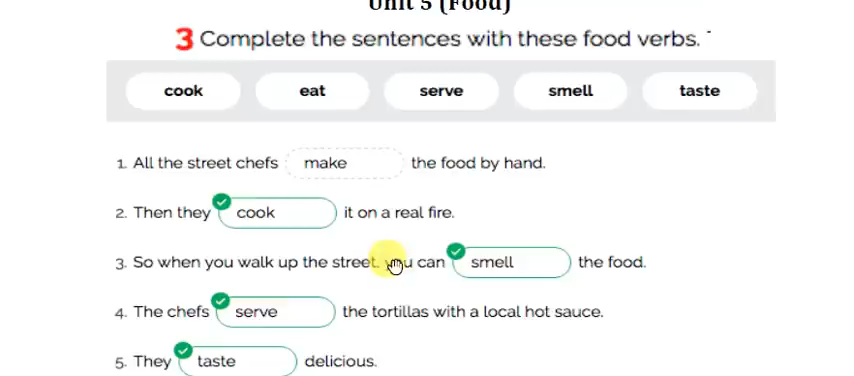 Unit 5 (Food)
3 Complete the sentences with these food verbs.
cook eat serve smell taste
1. All the street chefs make the food by hand.
2. Then they cook it on a real fire.
3. So when you walk up the street, you can smell the food.
4. The chefs serve the tortillas with a local hot sauce.
5. They taste delicious.